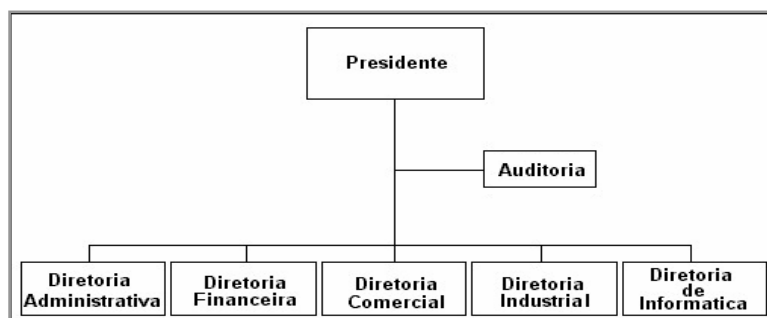 Presidente
Auditoria
Diretoria
Administrativa
Diretoria
Financeira
Diretoria
Comercial
Diretoria
Industrial
Diretoria
de
Informatica